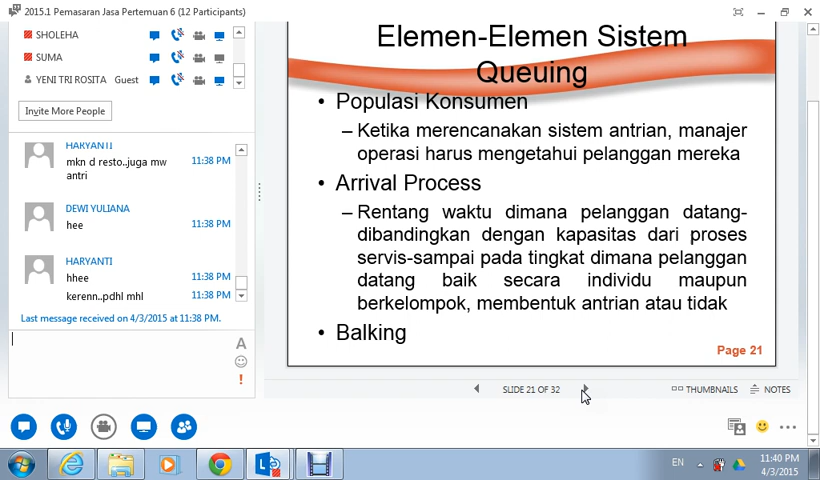 2015.1 Pemasaran Jasa Pertemuan 6 (12 Participants)
SHOLEHA
SUMA
YENI TRI ROSITA Guest
Invite More People
HARYANTI
mkn d resto..juga mw antri 11:38 PM
DEWI YULIANA
hee 11:38 PM
HARYANTI
hhee 11:38 PM
kerenn..pdhl mhl 11:38 PM
Last message received on 4/3/2015 at 11:38 PM.
A
Elemen-Elemen Sistem
Queuing
• Populasi Konsumen
– Ketika merencanakan sistem antrian, manajer
operasi harus mengetahui pelanggan mereka
• Arrival Process
– Rentang waktu dimana pelanggan datang-
dibandingkan dengan kapasitas dari proses
servis-sampai pada tingkat dimana pelanggan
datang baik secara individu maupun
berkelompok, membentuk antrian atau tidak
• Balking
Page 21
SLIDE 21 OF 32
THUMBNAILS
NOTES
EN
11:40 PM
4/3/2015